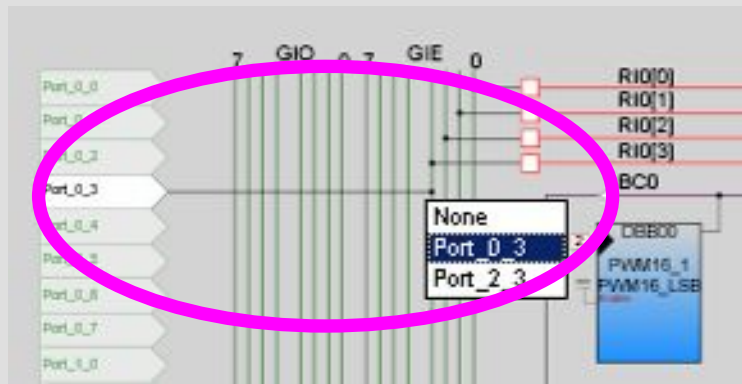 7 GIO 0 7 GIE 0
RI0[0]
Port_0_0
RI0[1]
RI0[2]
Port_0_2
RI0[3]
Port_0_3
BC0
None
Port_0_4
DBB00
Port_0_3
2
PWM16_1
Port_2_3
PWM16_LSB
Port_0_6
Port_0_7
Port_1_0